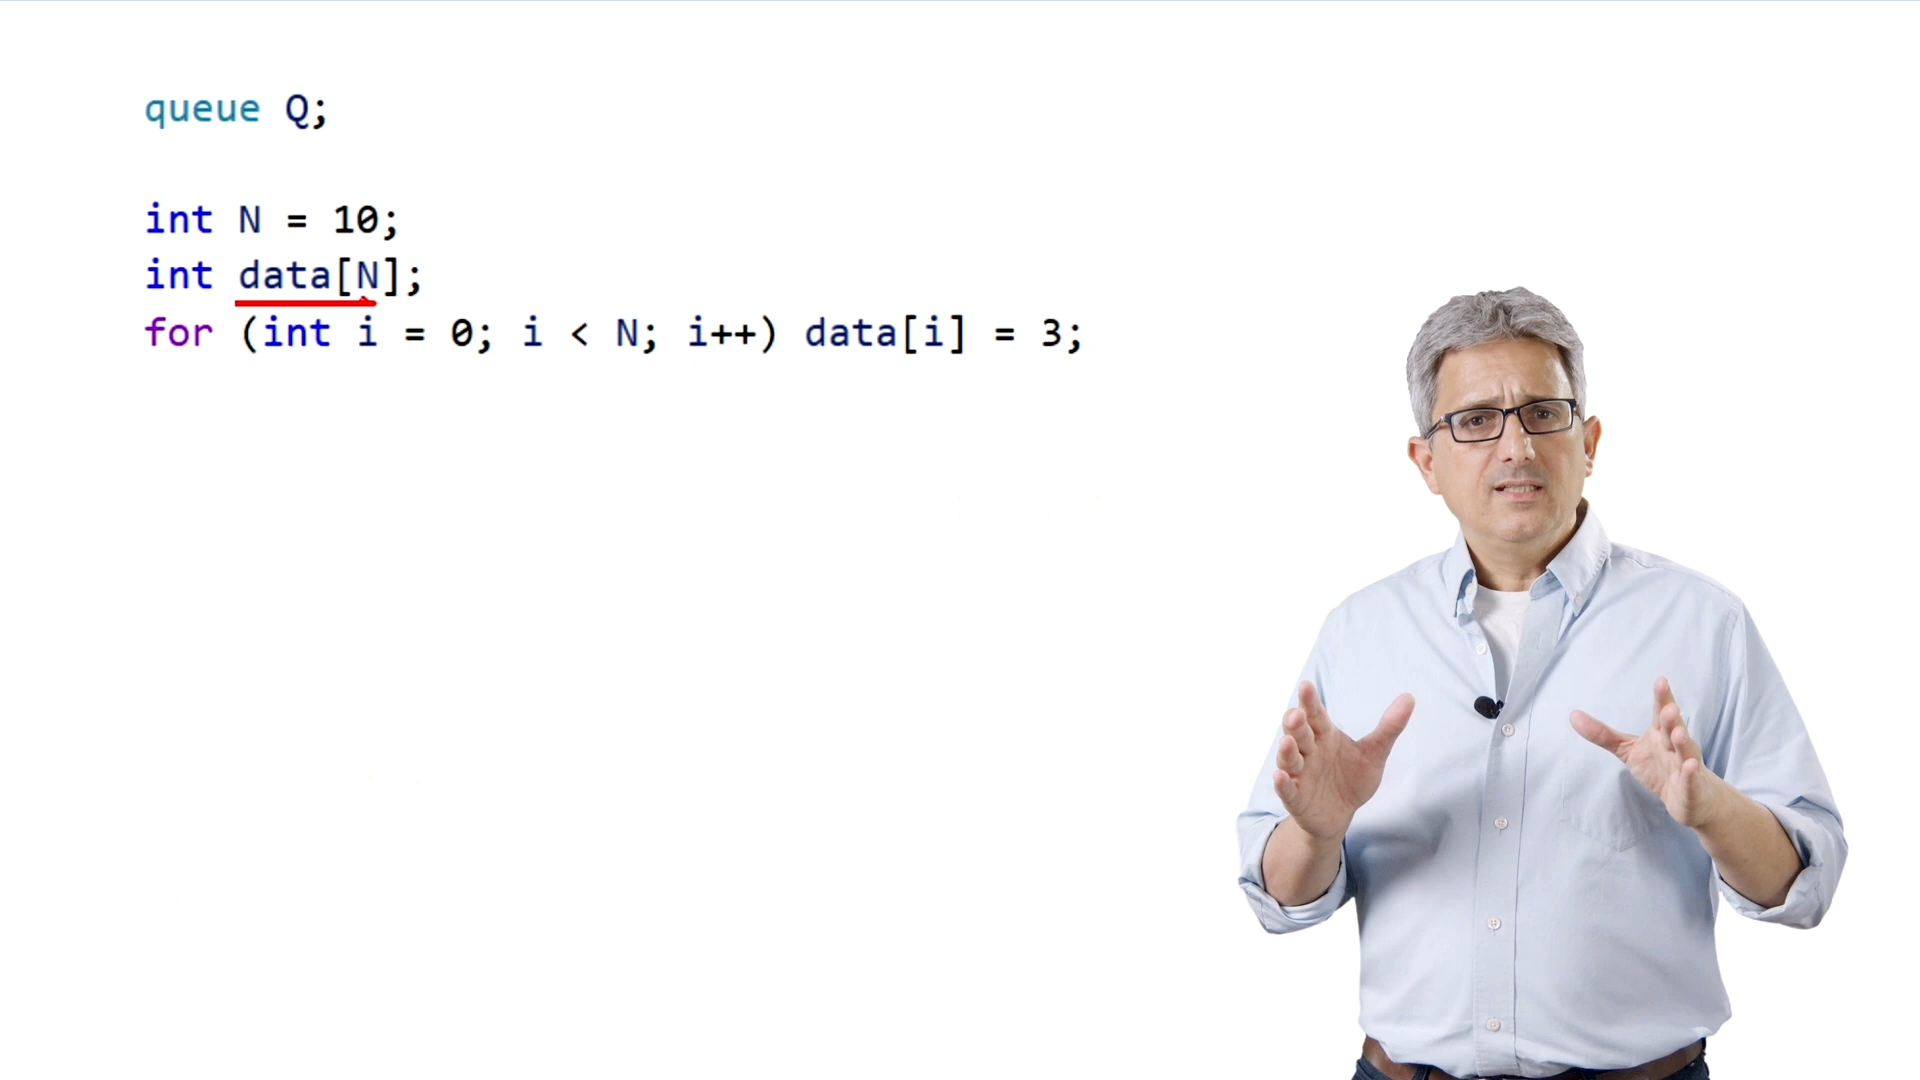 queue Q;
int N = 10;
int data[N];
for (int i = 0; i < N; i++) data[i] = 3;